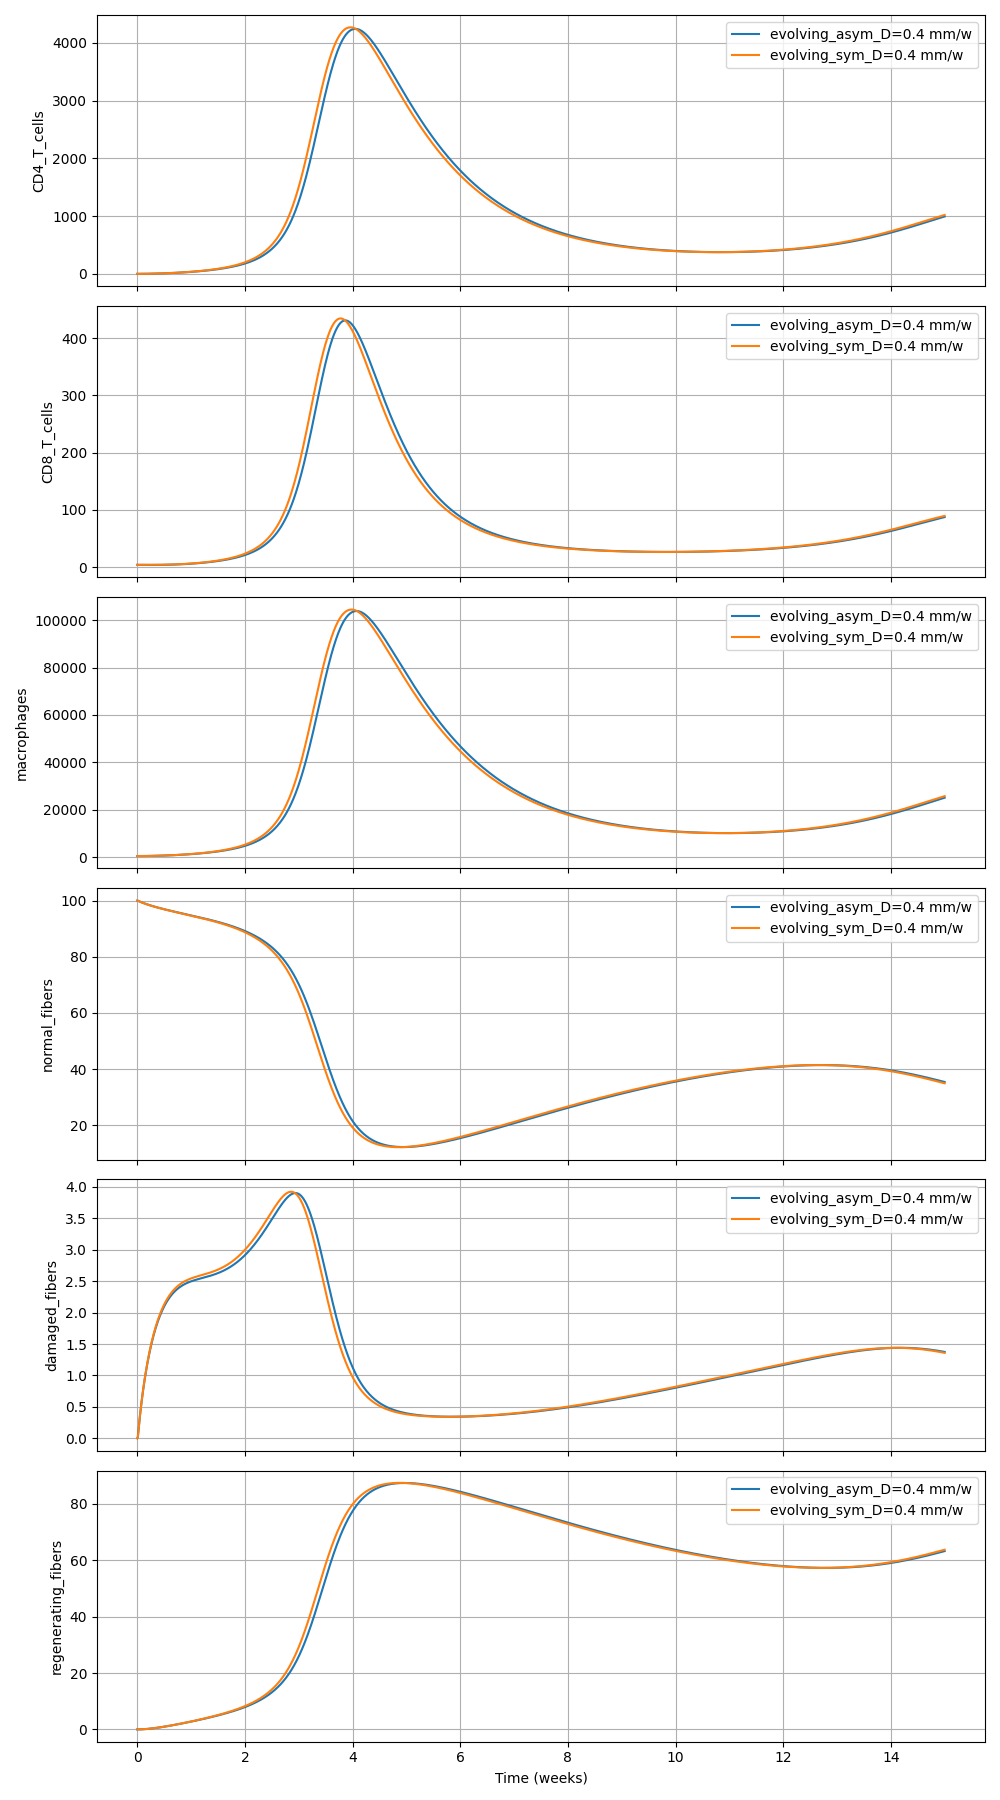 CD4_T_cells
4000
3000
2000
1000
0
evolving_asym_D=0.4 mm/w
evolving_sym_D=0.4 mm/w
CD8_T_cells
400
300
200
100
0
evolving_asym_D=0.4 mm/w
evolving_sym_D=0.4 mm/w
macrophages
100000
80000
60000
40000
20000
0
evolving_asym_D=0.4 mm/w
evolving_sym_D=0.4 mm/w
normal_fibers
100
80
60
40
20
evolving_asym_D=0.4 mm/w
evolving_sym_D=0.4 mm/w
damaged_fibers
4.0
3.5
3.0
2.5
2.0
1.5
1.0
0.5
0.0
evolving_asym_D=0.4 mm/w
evolving_sym_D=0.4 mm/w
regenerating_fibers
80
60
40
20
0
evolving_asym_D=0.4 mm/w
evolving_sym_D=0.4 mm/w
0 2 4 6 8 10 12 14
Time (weeks)